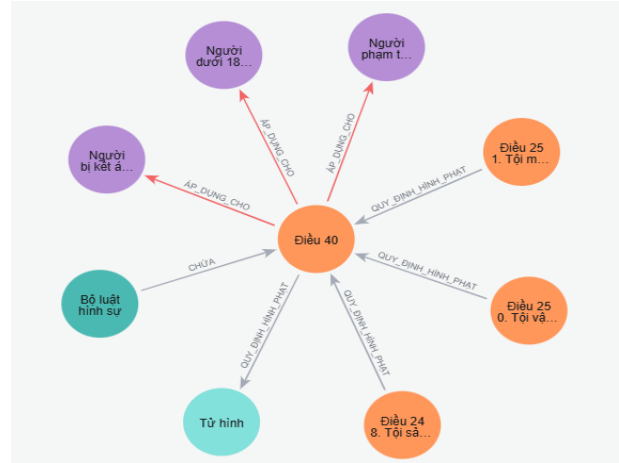 Người
phạm t...
Người
dưới 18...
ÁP_DỤNG_CHO
ÁP_DỤNG_CHO
Điều 25
1. Tội m...
Người
bị kết á...
ÁP_DỤNG_CHO
QUY_ĐỊNH_HÌNH_PHẠT
Điều 40
CHỨA
QUY_ĐỊNH_HÌNH_PHẠT
Bộ luật
hình sự
Điều 25
0. Tội vậ...
QUY_ĐỊNH_HÌNH_PHẠT
QUY_ĐỊNH_HÌNH_PHẠT
Tử hình
Điều 24
8. Tội sả...